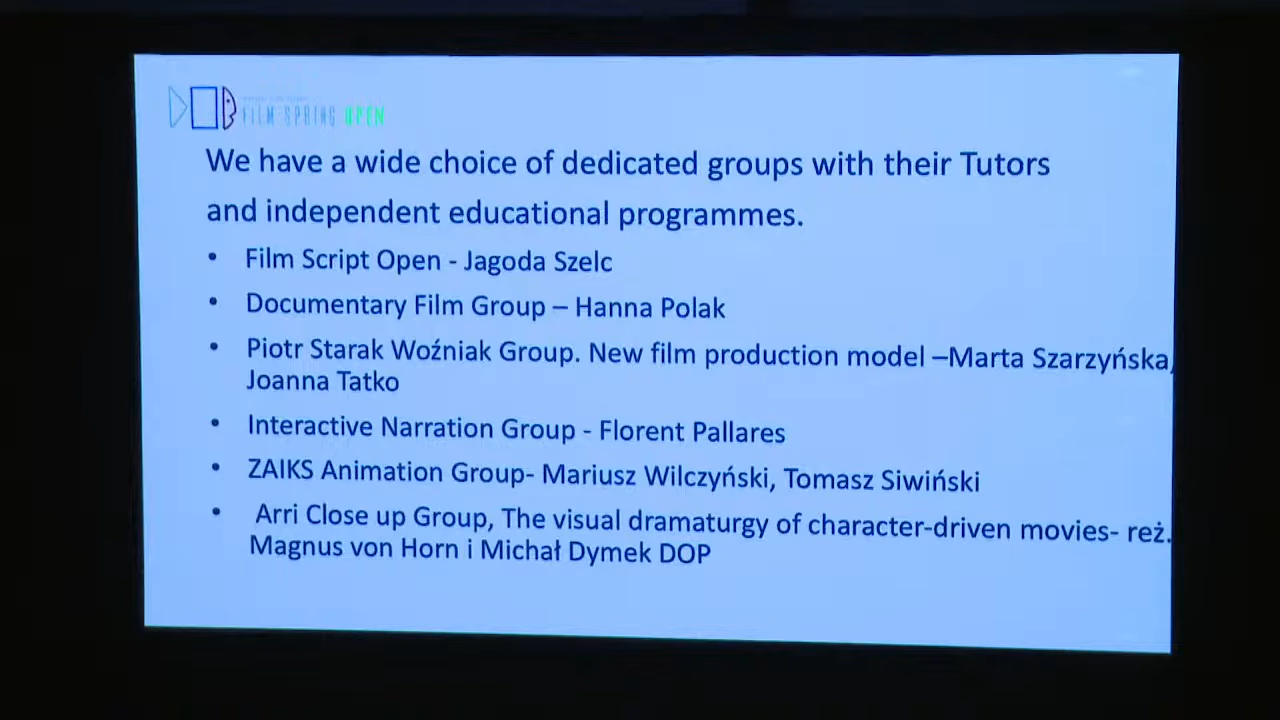 FILM SPRING OPEN
We have a wide choice of dedicated groups with their Tutors
and independent educational programmes.
• Film Script Open - Jagoda Szelc
• Documentary Film Group – Hanna Polak
• Piotr Starak Woźniak Group. New film production model –Marta Szarzyńska,
Joanna Tatko
• Interactive Narration Group - Florent Pallares
• ZAIKS Animation Group- Mariusz Wilczyński, Tomasz Siwiński
• Arri Close up Group, The visual dramaturgy of character-driven movies- reż.
Magnus von Horn i Michał Dymek DOP